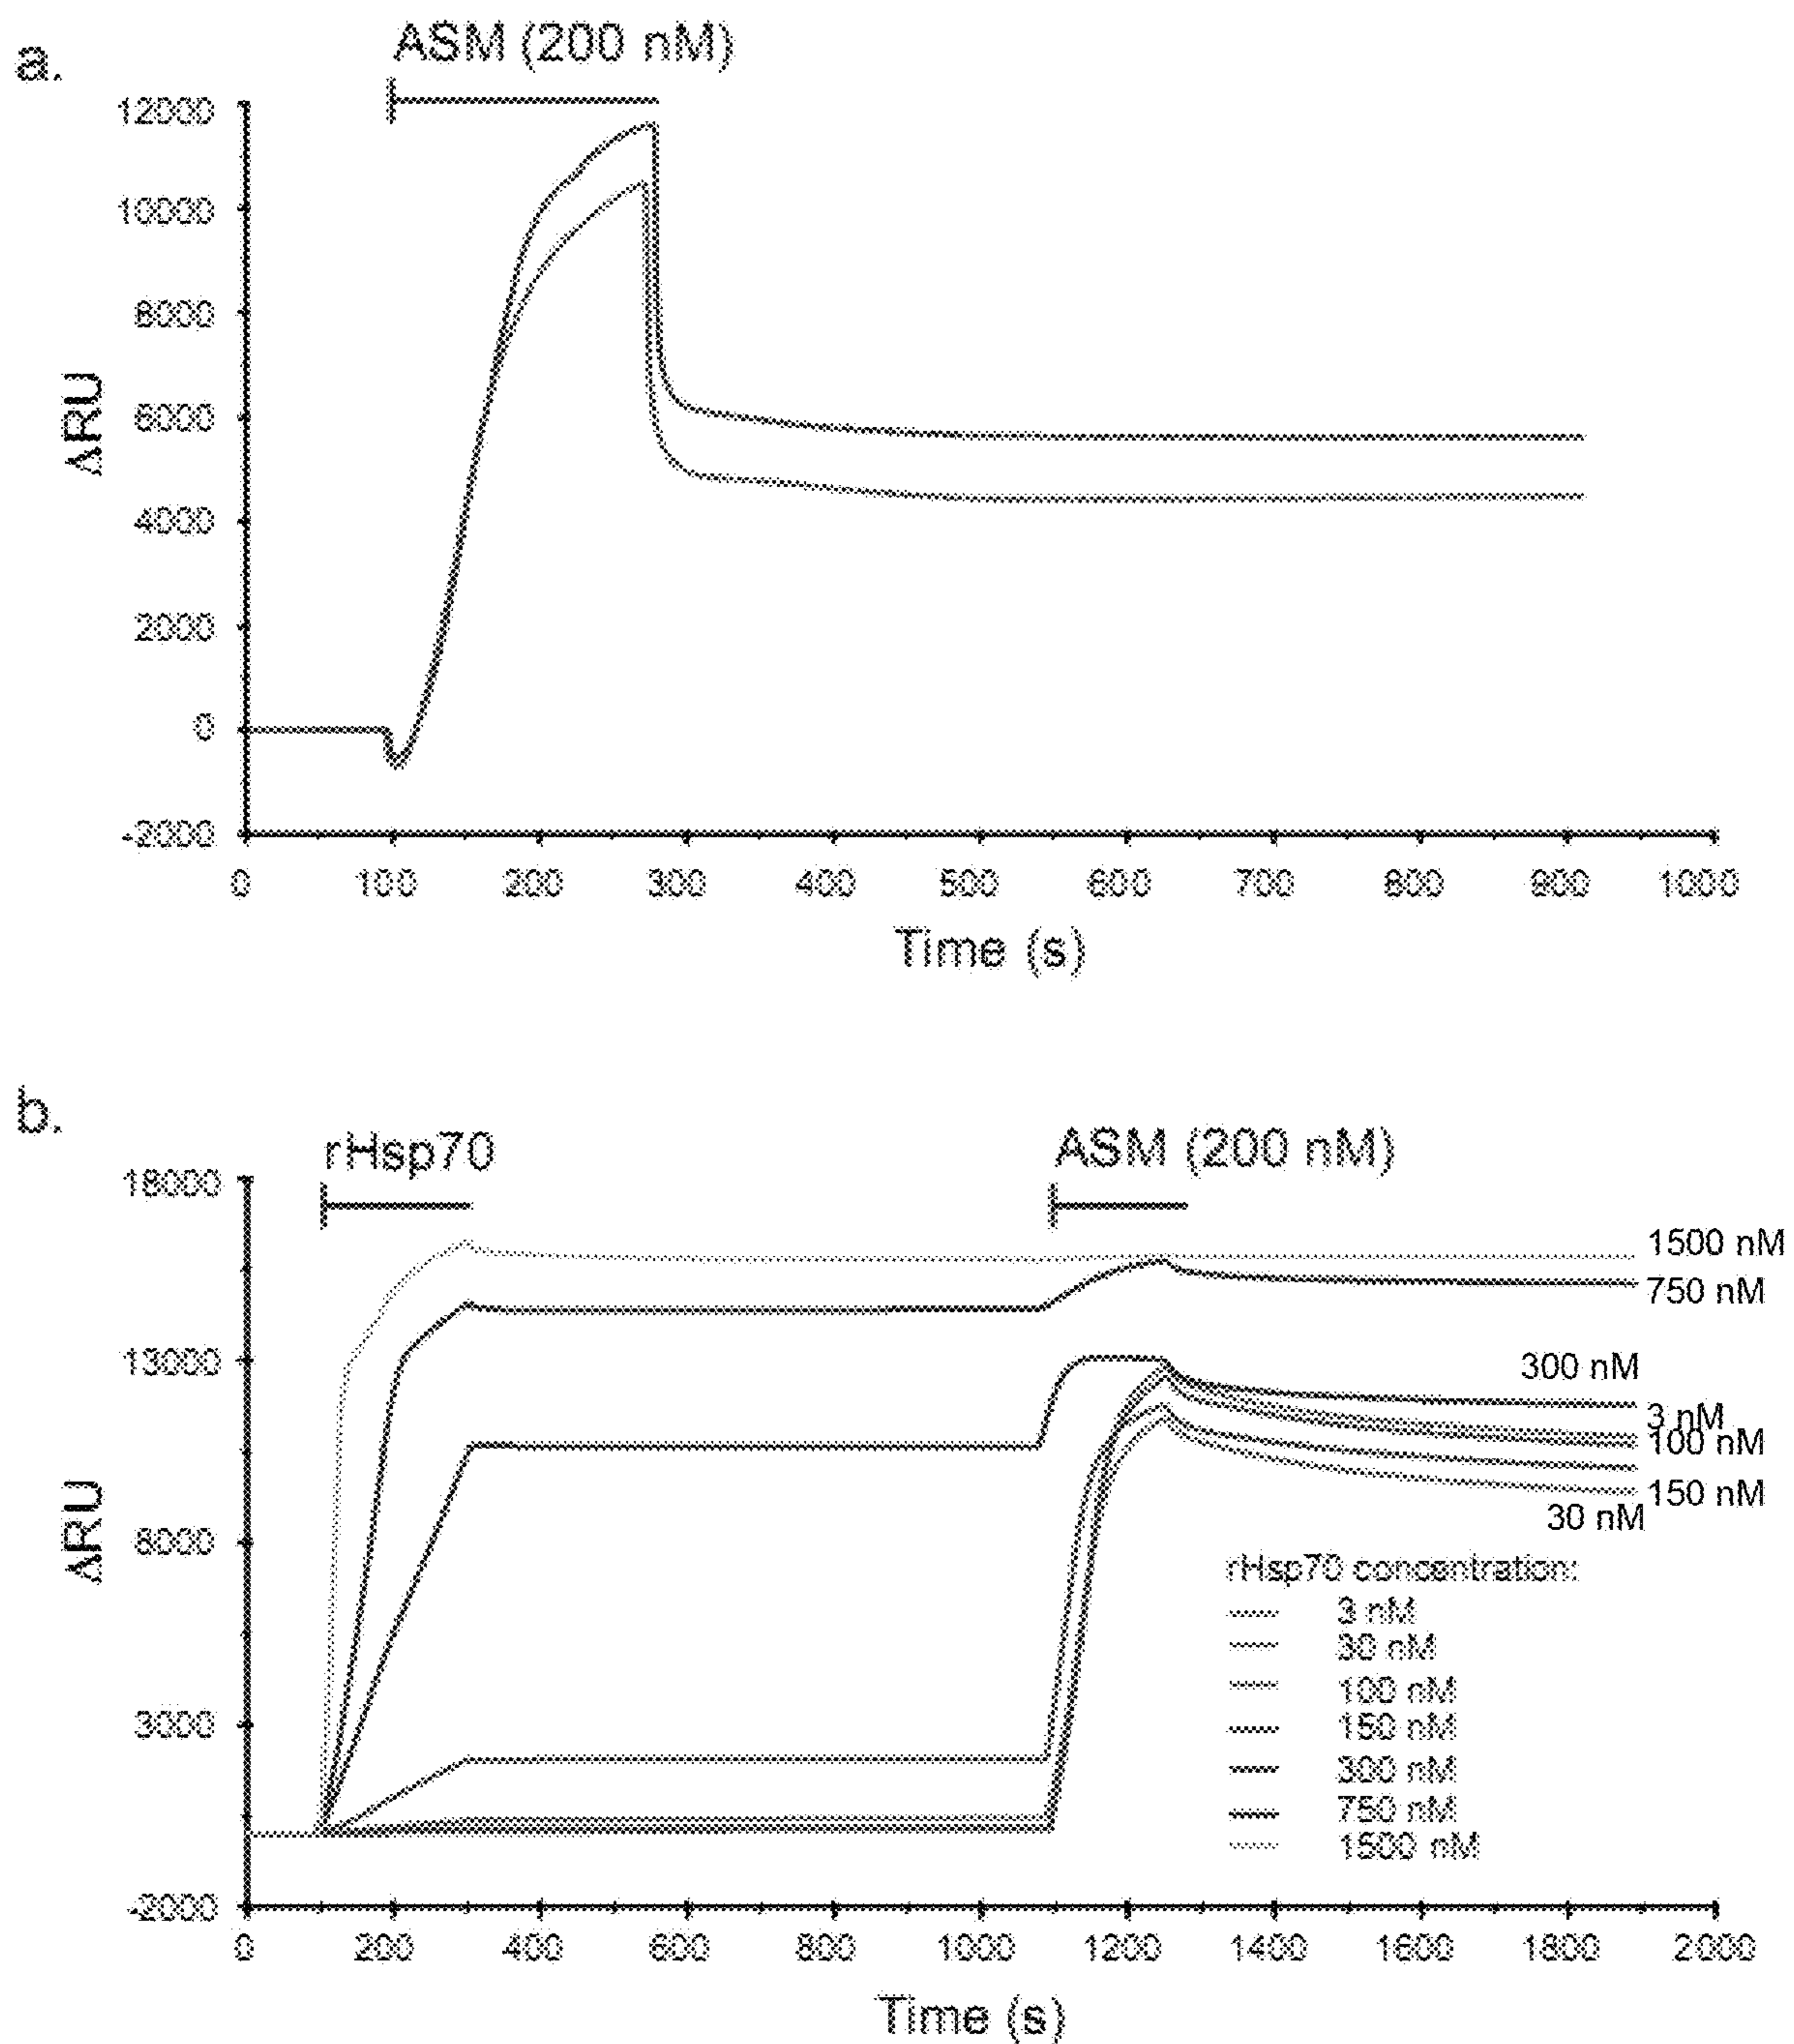 a.
ASM (200 nM)
12000
10000
8000
6000
4000
2000
0
-2000
ΔRU
0 100 200 300 400 500 600 700 800 900 1000
Time (s)
b.
rHsp70
ASM (200 nM)
18000
13000
8000
3000
-2000
ΔRU
1500 nM
750 nM
300 nM
3 nM
100 nM
150 nM
30 nM
rHsp70 concentration:
3 nM
30 nM
100 nM
150 nM
300 nM
750 nM
1500 nM
0 200 400 600 800 1000 1200 1400 1600 1800 2000
Time (s)